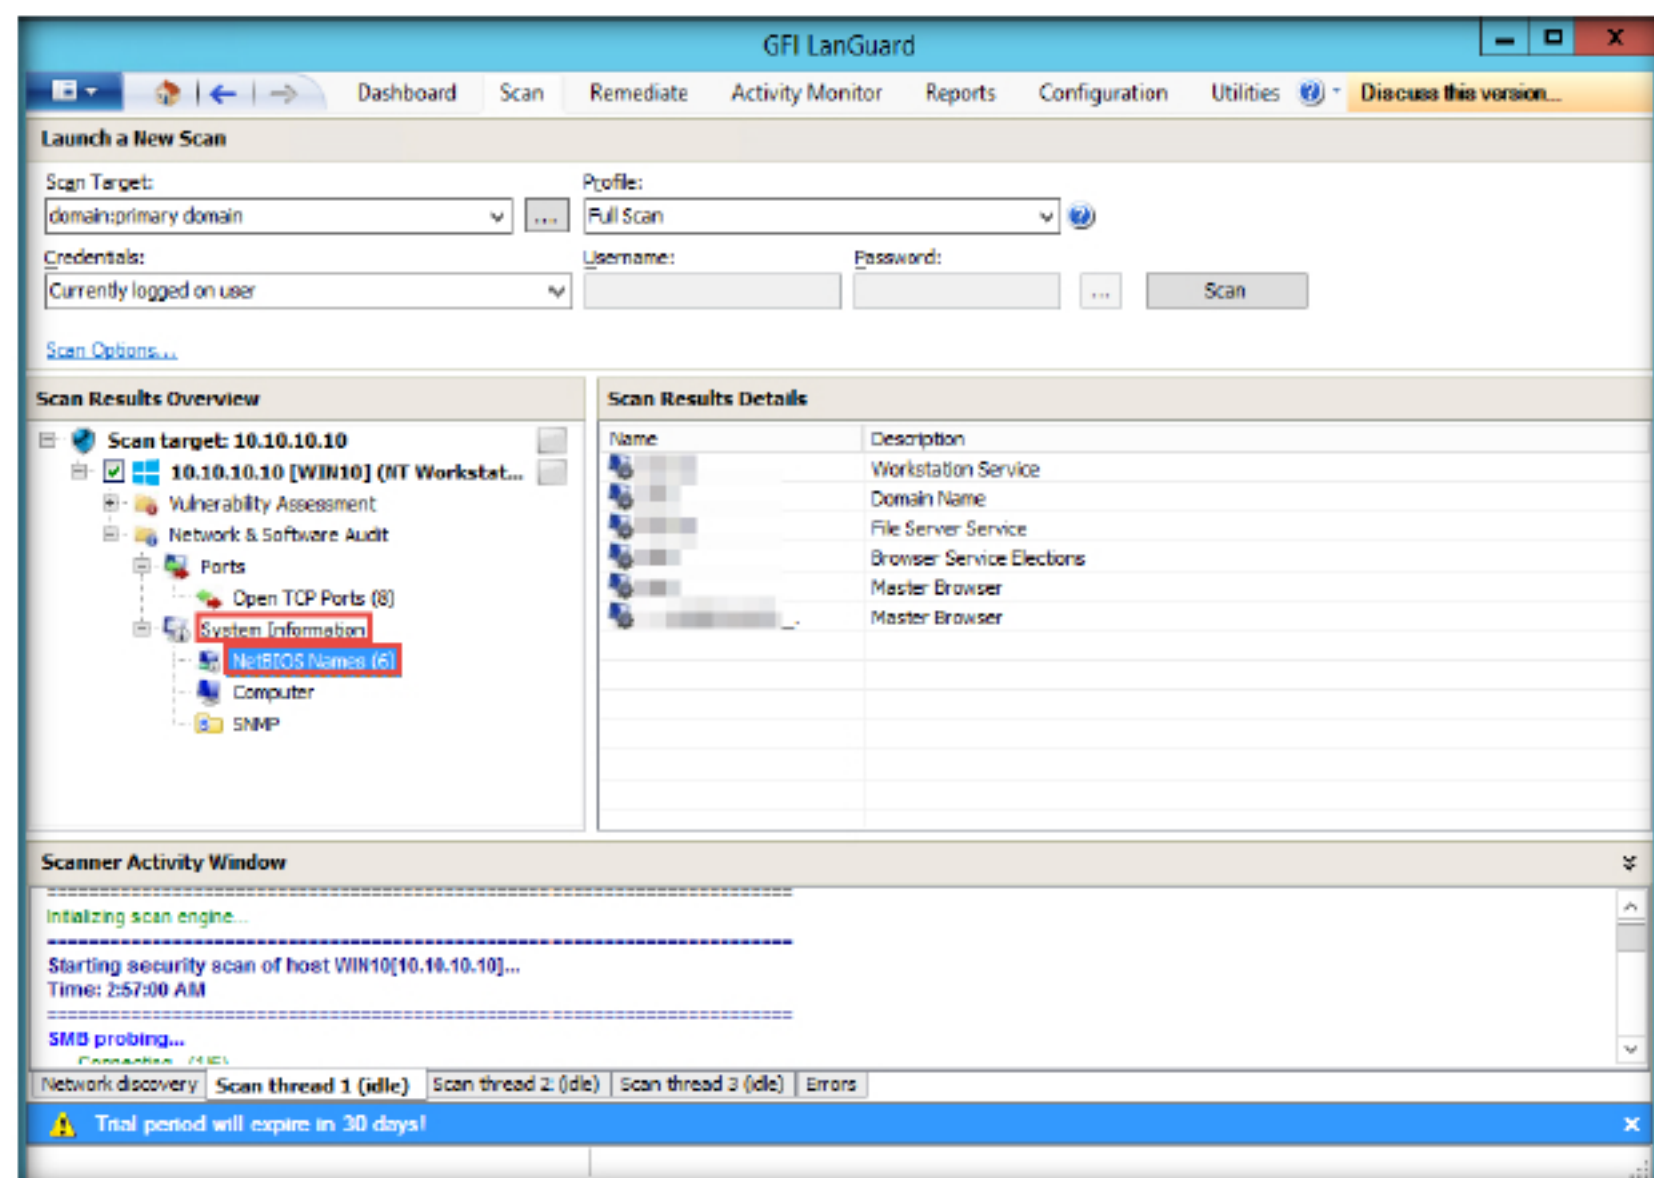 GFI LanGuard
Dashboard Scan Remediate Activity Monitor Reports Configuration Utilities Discuss this version...
Launch a New Scan
Scan Target: Profile:
domain:primary domain ... Full Scan
Credentials: Username: Password:
Currently logged on user ... Scan
Scan Options...
Scan Results Overview
Scan target: 10.10.10.10
10.10.10.10 [WIN10] (NT Workstat...
Vulnerability Assessment
Network & Software Audit
Ports
Open TCP Ports (8)
System Information
NetBIOS Names (6)
Computer
SNMP
Scan Results Details
Name Description
Workstation Service
Domain Name
File Server Service
Browser Service Elections
Master Browser
Master Browser
Scanner Activity Window
Intializing scan engine...
Starting security scan of host WIN10[10.10.10.10]...
Time: 2:57:00 AM
SMB probing...
Connecting... (1/6)
Network discovery Scan thread 1 (idle) Scan thread 2 (idle) Scan thread 3 (idle) Errors
Trial period will expire in 30 days!